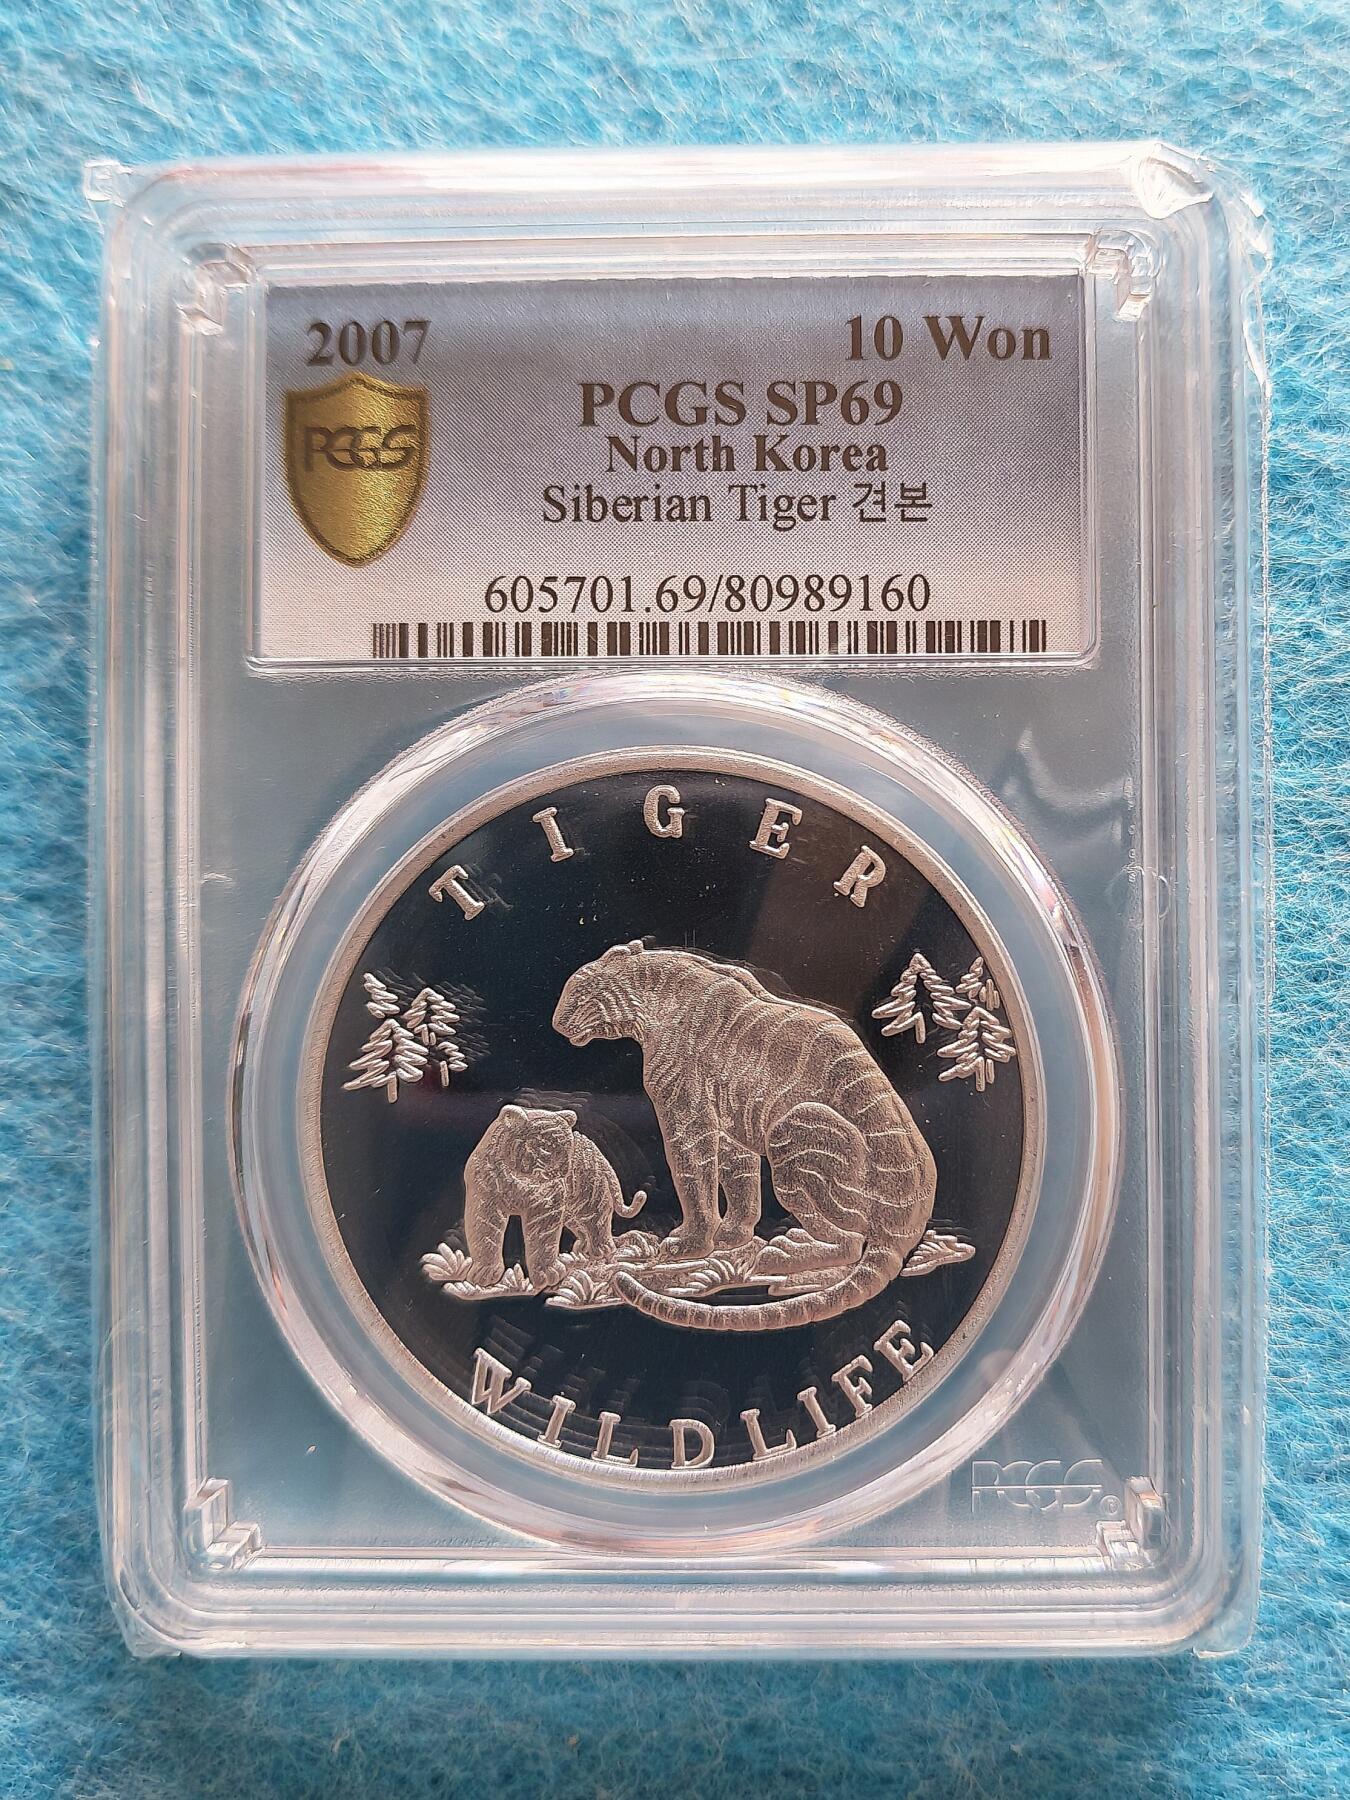 2007 10 Won
PCGS PCGS SP69
North Korea
Siberian Tiger 견본
605701.69/80989160
TIGER
WILDLIFE
PCGS®